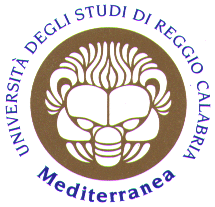 UNIVERSITÀ DEGLI STUDI DI REGGIO CALABRIA
Mediterranea